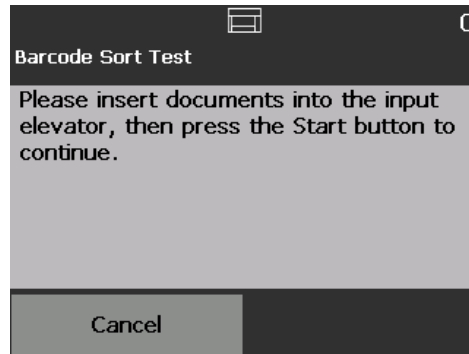 Barcode Sort Test
Please insert documents into the input
elevator, then press the Start button to
continue.
Cancel